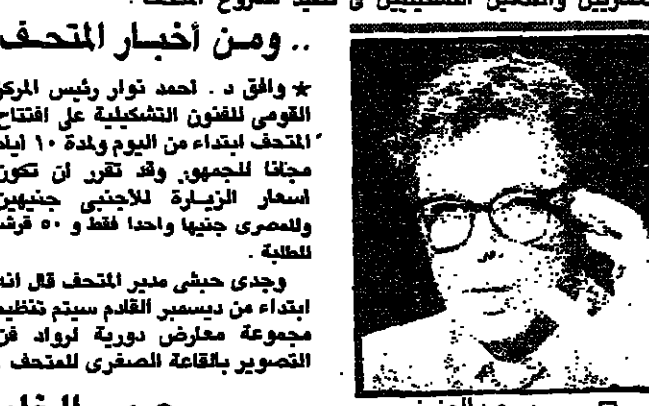 .. ومن أخبار المتحف
★ وافق د . احمد نوار رئيس المركز
القومى للفنون التشكيلية على افتتاح
المتحف ابتداء من اليوم ولمدة ١٠ ايام
مجانا للجمهور وقد تقرر ان تكون
اسعار الزيارة للاجنبى جنيهين
وللمصرى جنيها واحدا فقط و ٥٠ قرشا
للطلبة .
وجدى حبشى مدير المتحف قال انه
ابتداء من ديسمبر القادم سيتم تنظيم
مجموعة معارض دورية لرواد فن
التصوير بالقاعة الصغرى للمتحف .